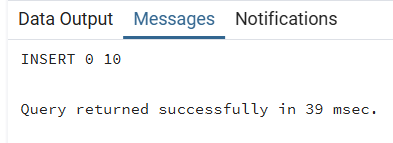 Data Output Messages Notifications
INSERT 0 10
Query returned successfully in 39 msec.